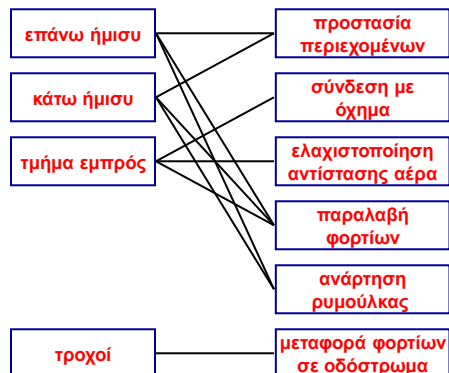 επάνω ήμισυ
κάτω ήμισυ
τμήμα εμπρός
τροχοί
προστασία
περιεχομένων
σύνδεση με
όχημα
ελαχιστοποίηση
αντίστασης αέρα
παραλαβή
φορτίων
ανάρτηση
ρυμούλκας
μεταφορά φορτίων
σε οδόστρωμα